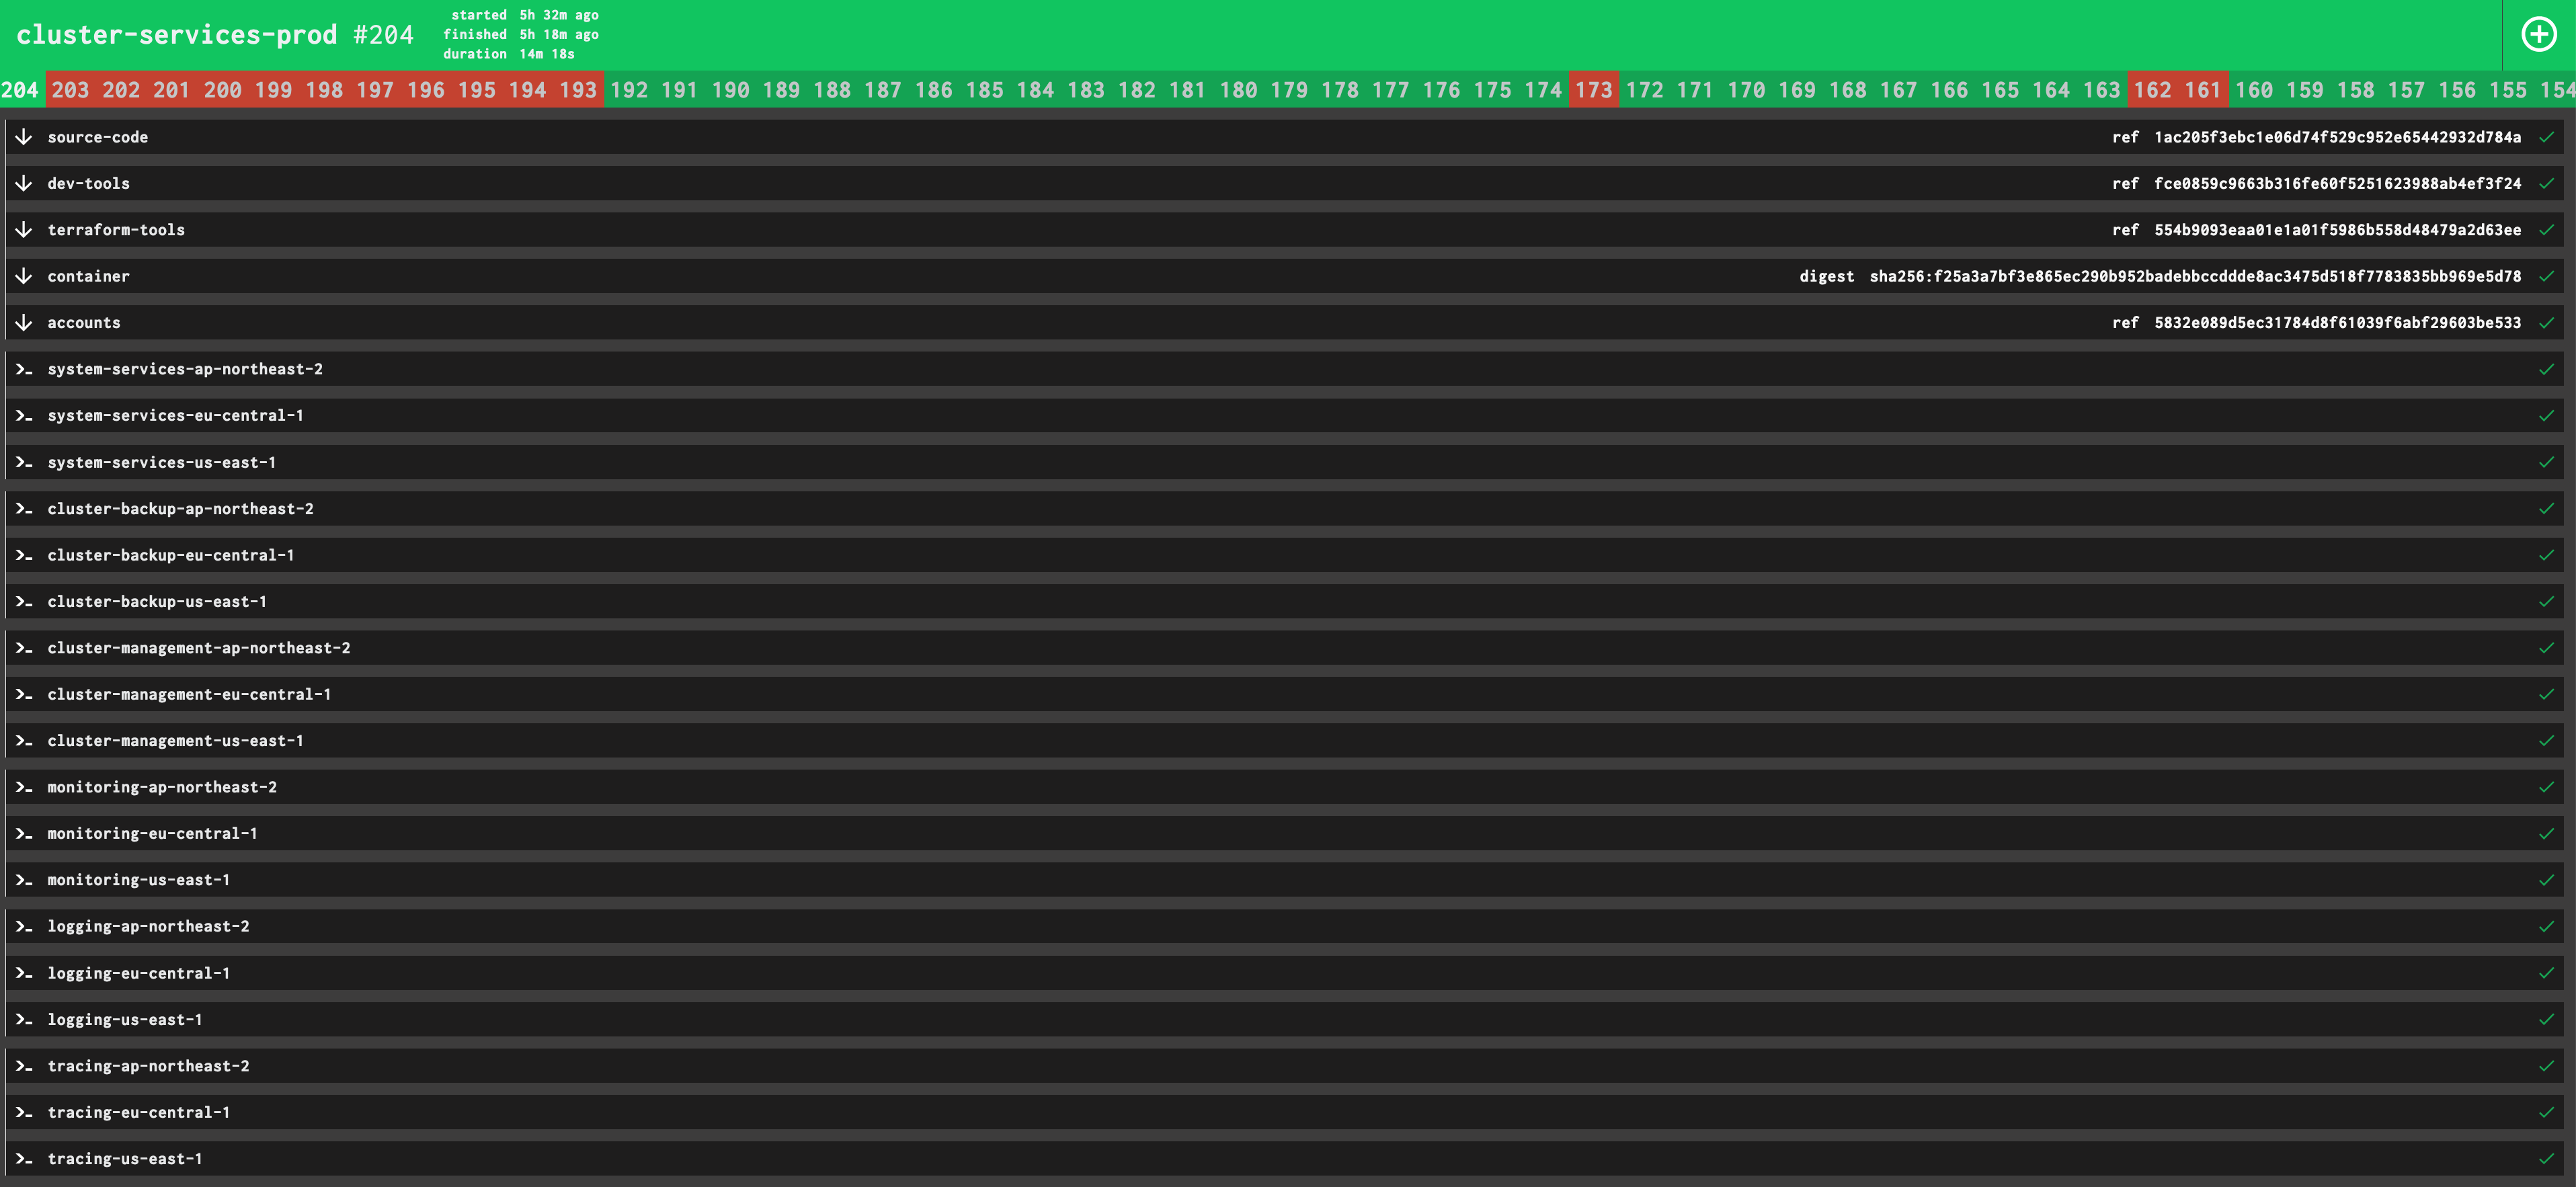 cluster-services-prod #204
started 5h 32m ago
finished 5h 18m ago
duration 14m 18s
204 203 202 201 200 199 198 197 196 195 194 193 192 191 190 189 188 187 186 185 184 183 182 181 180 179 178 177 176 175 174 173 172 171 170 169 168 167 166 165 164 163 162 161 160 159 158 157 156 155 154
source-code ref 1ac205f3ebc1e06d74f529c952e65442932d784a
dev-tools ref fce0859c9663b316fe60f5251623988ab4ef3f24
terraform-tools ref 554b9093eaa01e1a01f5986b558d48479a2d63ee
container digest sha256:f25a3a7bf3e865ec290b952badebbccddde8ac3475d518f7783835bb969e5d78
accounts ref 5832e089d5ec31784d8f61039f6abf29603be533
system-services-ap-northeast-2
system-services-eu-central-1
system-services-us-east-1
cluster-backup-ap-northeast-2
cluster-backup-eu-central-1
cluster-backup-us-east-1
cluster-management-ap-northeast-2
cluster-management-eu-central-1
cluster-management-us-east-1
monitoring-ap-northeast-2
monitoring-eu-central-1
monitoring-us-east-1
logging-ap-northeast-2
logging-eu-central-1
logging-us-east-1
tracing-ap-northeast-2
tracing-eu-central-1
tracing-us-east-1